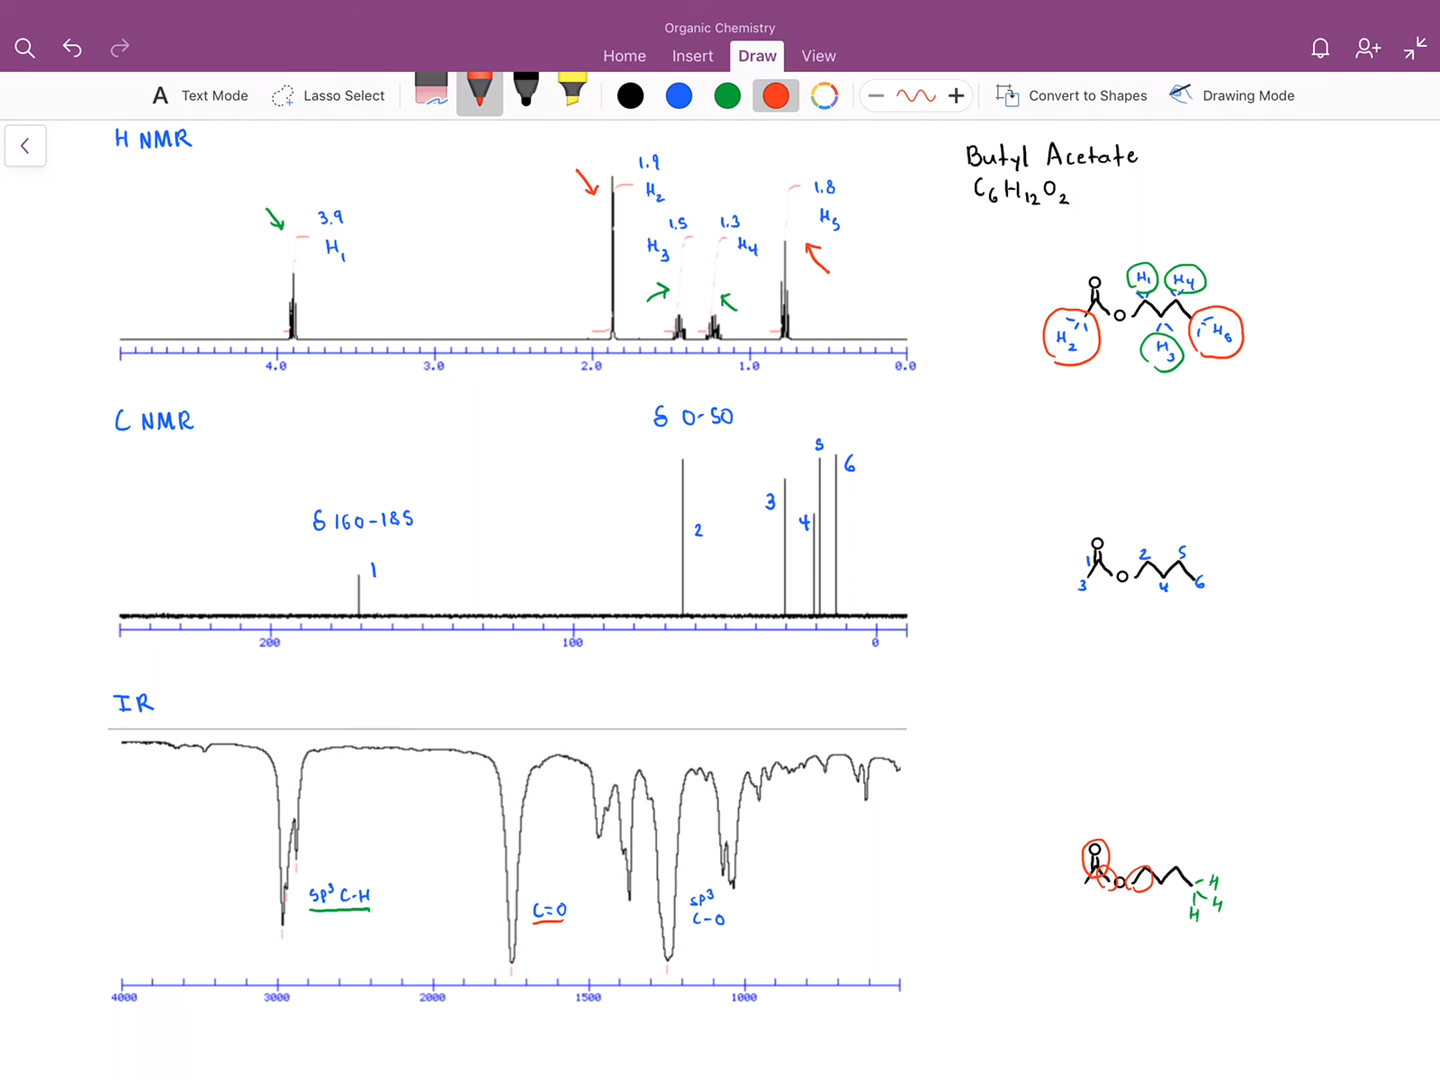 Organic Chemistry
Home Insert Draw View
A Text Mode Lasso Select Convert to Shapes Drawing Mode
H NMR
Butyl Acetate
C6H12O2
3.9
H1
1.9
H2
1.5
H3
1.3
H4
1.8
H5
4.0 3.0 2.0 1.0 0.0
O
O
H1 H4
H2 H3 H5
C NMR
δ 0-50
δ 160-185
1 2 3 4 5 6
200 100 0
O
1 2 5
O
3 4 6
IR
sp3 C-H
C=O
sp3
C-O
4000 3000 2000 1500 1000
O
O
H
H
H